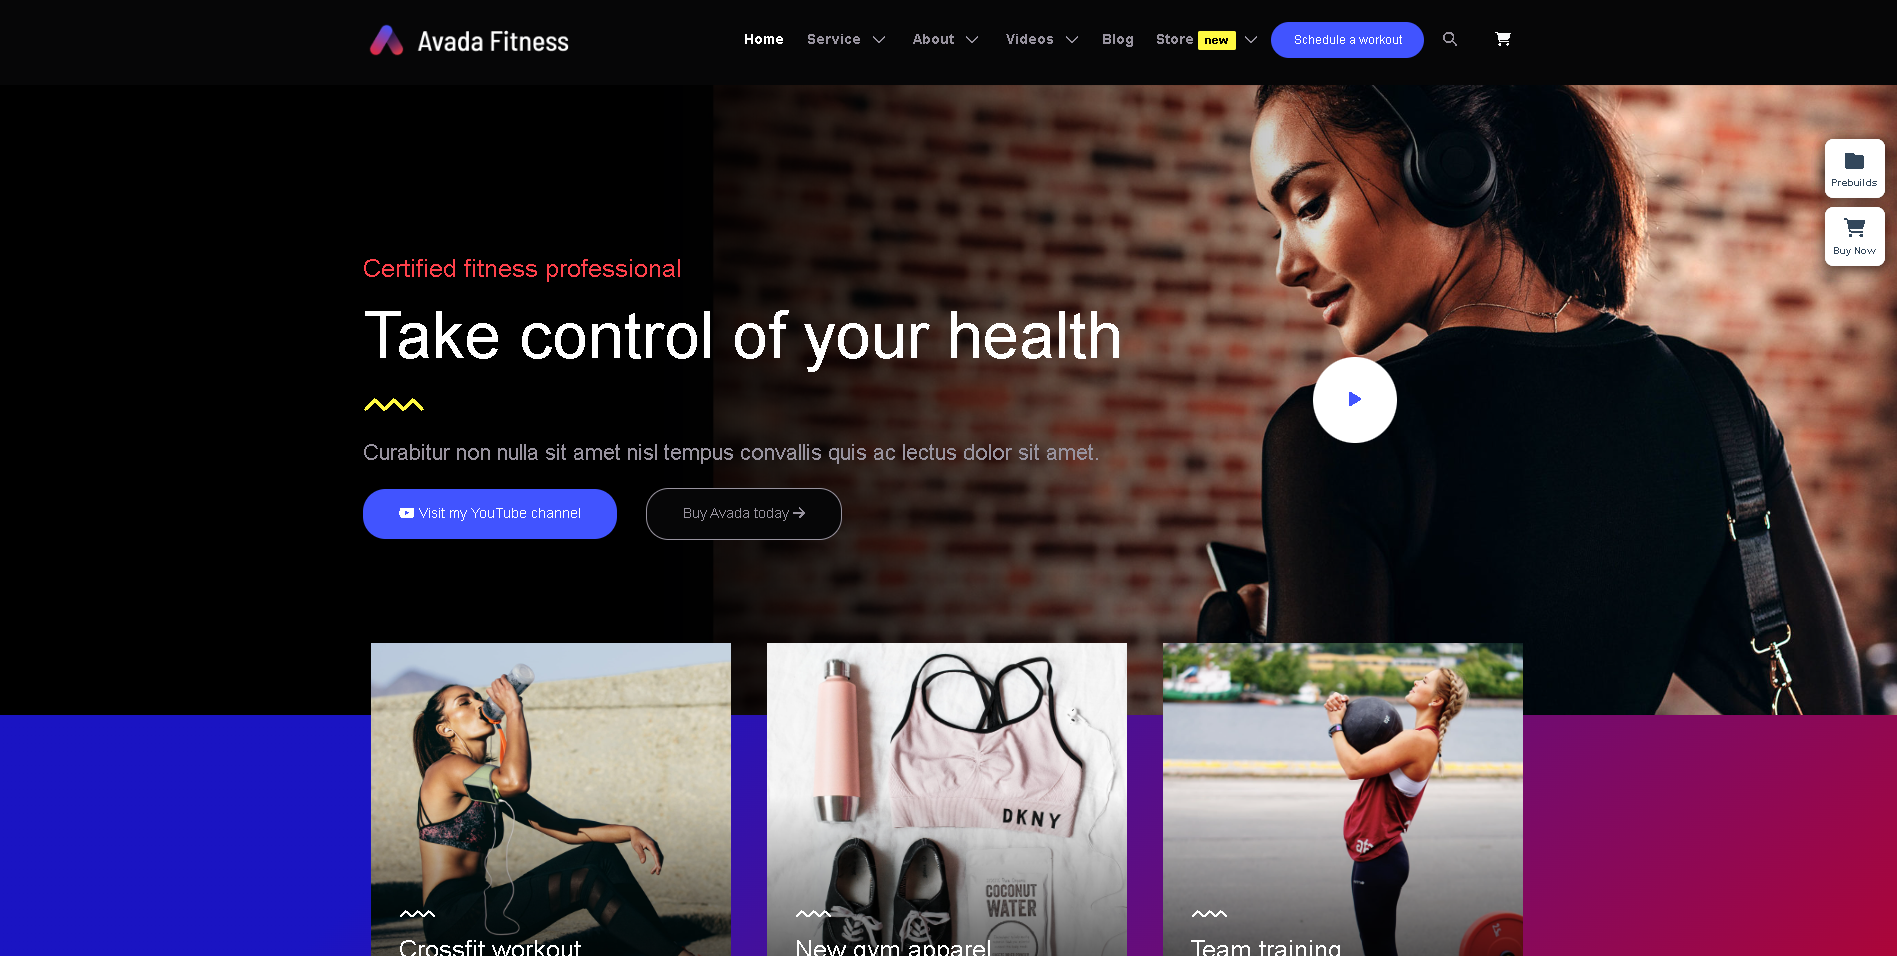 Avada Fitness
Home Service About Videos Blog Store new Schedule a workout
Prebuilds
Buy Now
Certified fitness professional
Take control of your health
Curabitur non nulla sit amet nisl tempus convallis quis ac lectus dolor sit amet.
Visit my YouTube channel
Buy Avada today
DKNY
COCONUT
WATER
Crossfit workout
New gym apparel
Team training